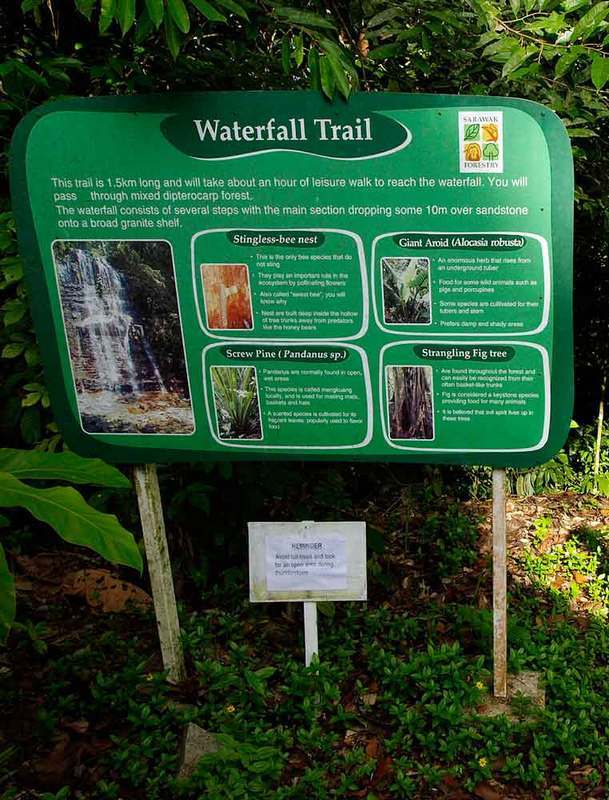 Waterfall Trail
SARAWAK
FORESTRY
This trail is 1.5km long and will take about an hour of leisure walk to reach the waterfall. You will
pass through mixed dipterocarp forest.
The waterfall consists of several steps with the main section dropping some 10m over sandstone
onto a broad granite shelf.
Stingless-bee nest
• This is the only bee species that do
not sting
• They play an important role in the
ecosystem by pollinating flowers
• Also called "sweat bee", you will
know why
• Nest are built deep inside the hollow
of tree trunks away from predators
like the honey bears
Giant Aroid (Alocasia robusta)
• An enormous herb that rises from
an underground tuber
• Food for some wild animals such as
pigs and porcupines
• Some species are cultivated for their
tubers and stem
• Prefers damp and shady areas
Screw Pine ( Pandanus sp.)
• Pandanus are normally found in open,
wet areas
• This species is called mengkuang
locally, and is used for making mats,
baskets and hats
• A scented species is cultivated for its
fragrant leaves: popularly used to flavor
food
Strangling Fig tree
• Are found throughout the forest and
can easily be recognized from their
often basket-like trunks
• Fig is considered a keystone species
providing food for many animals
• It is believed that evil spirit lives up in
these trees
REMINDER
Avoid tall trees and look
for an open area during
thunderstorm